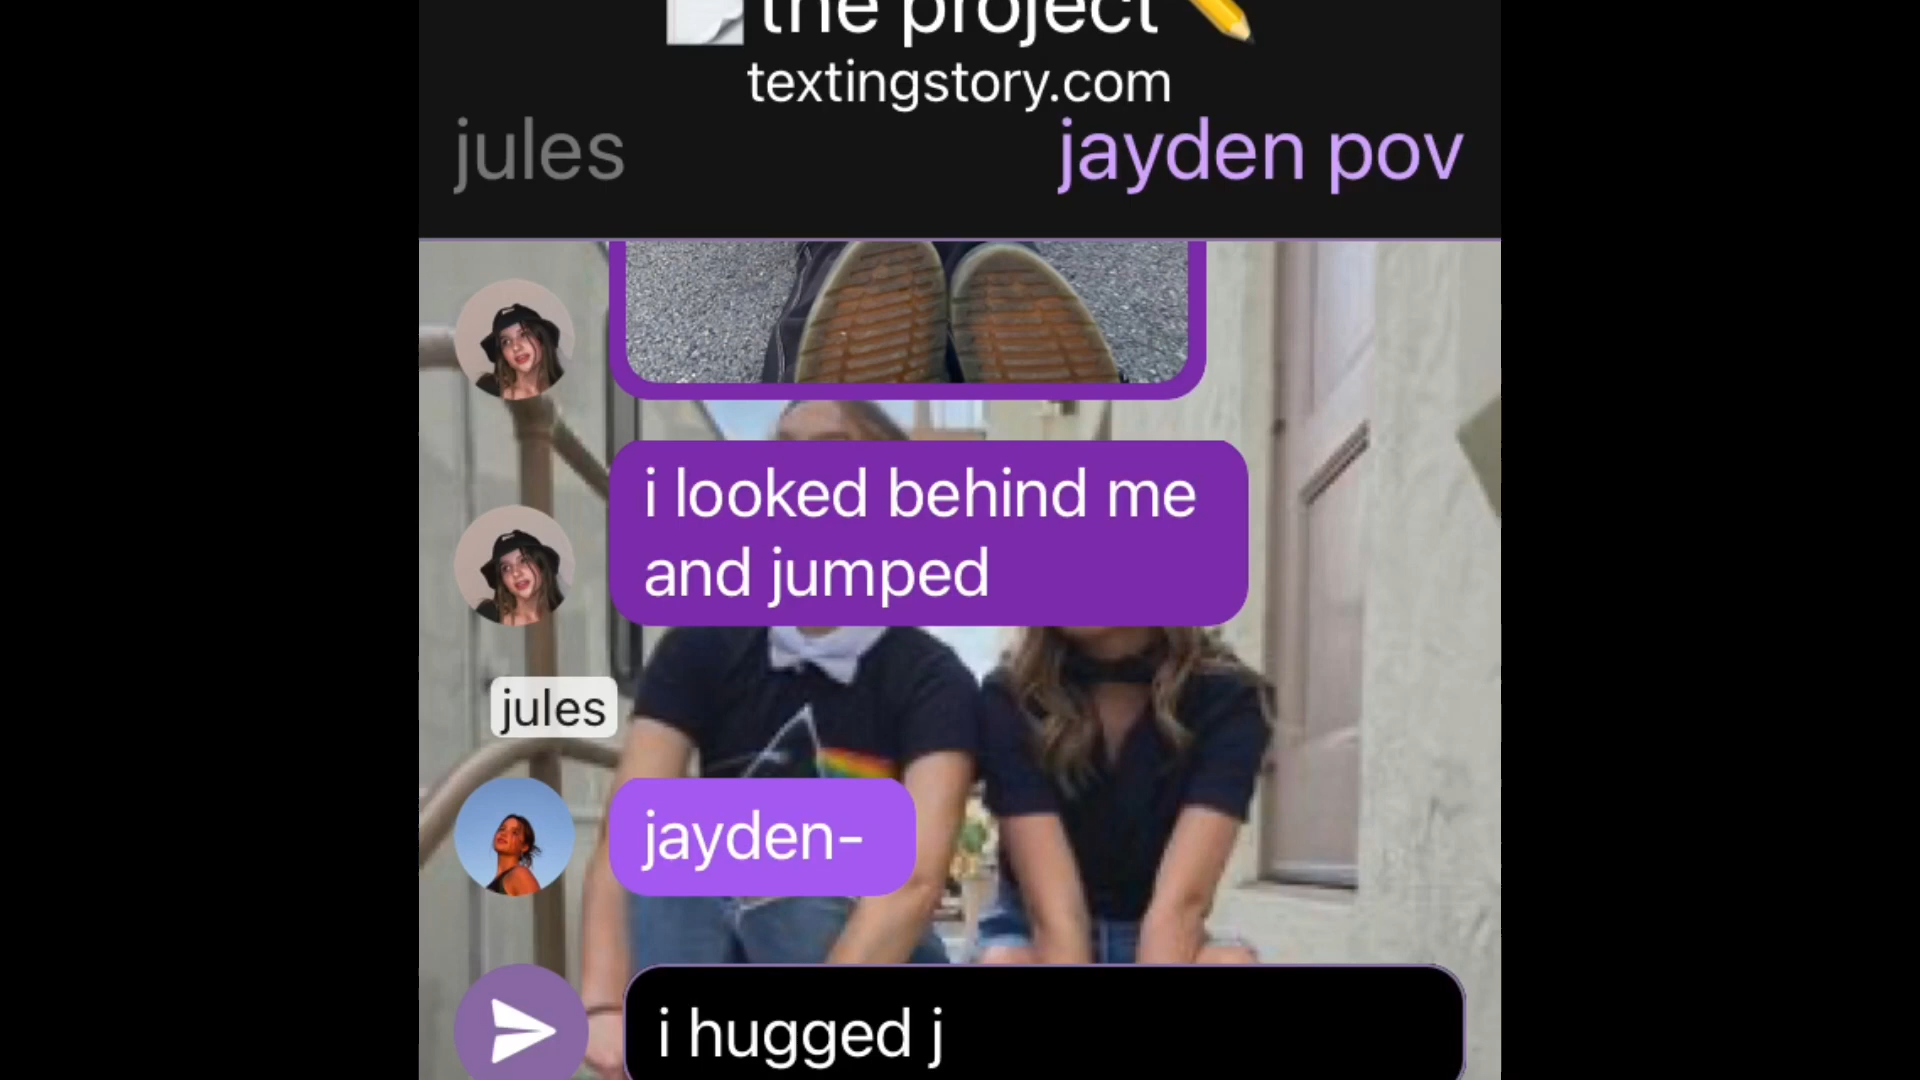 the project
textingstory.com
jules
jayden pov
i looked behind me
and jumped
jules
jayden-
i hugged j